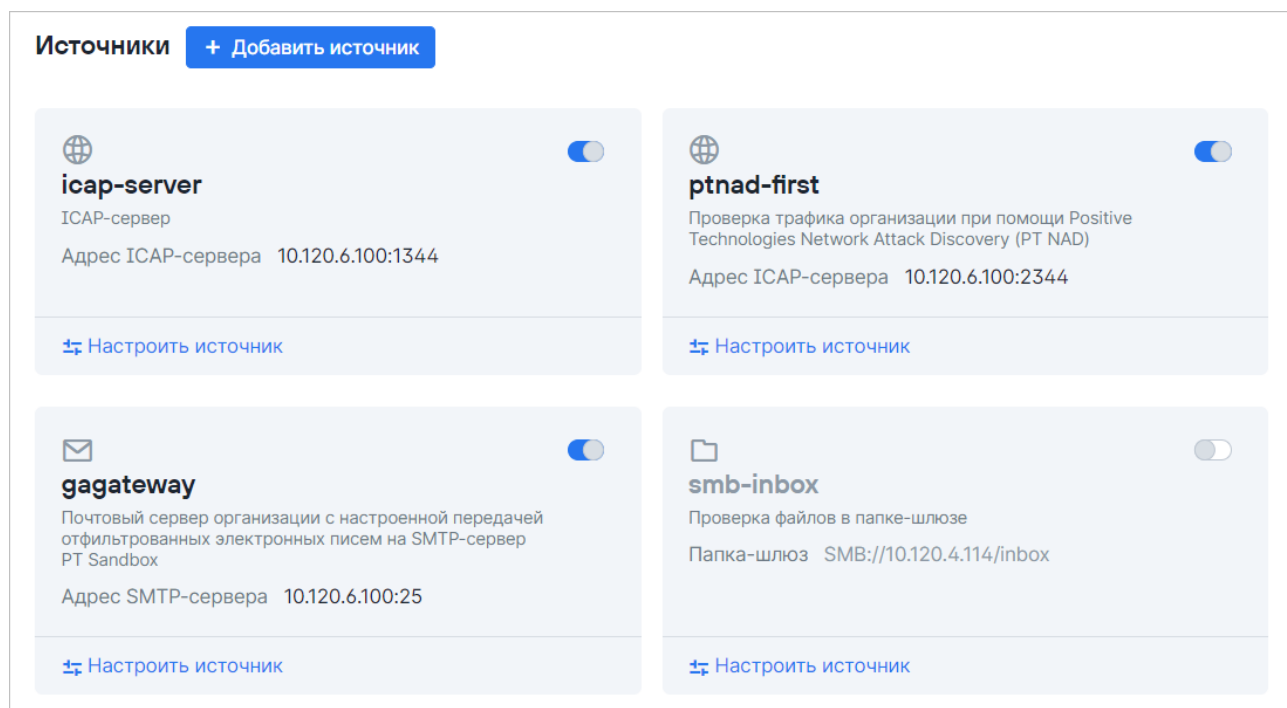 Источники
+ Добавить источник
icap-server
ICAP-сервер
Адрес ICAP-сервера 10.120.6.100:1344
Настроить источник
ptnad-first
Проверка трафика организации при помощи Positive
Technologies Network Attack Discovery (PT NAD)
Адрес ICAP-сервера 10.120.6.100:2344
Настроить источник
gagateway
Почтовый сервер организации с настроенной передачей
отфильтрованных электронных писем на SMTP-сервер
PT Sandbox
Адрес SMTP-сервера 10.120.6.100:25
Настроить источник
smb-inbox
Проверка файлов в папке-шлюзе
Папка-шлюз SMB://10.120.4.114/inbox
Настроить источник